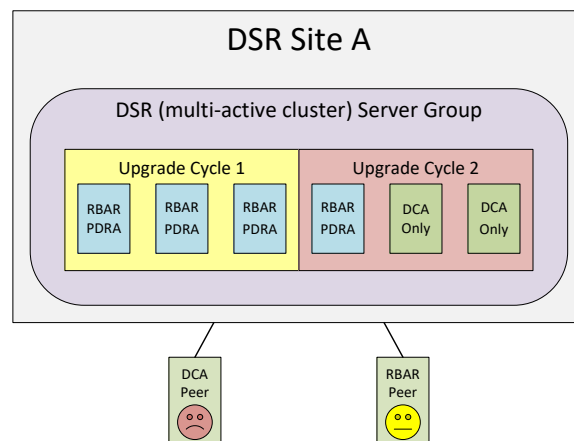 DSR Site A
DSR (multi-active cluster) Server Group
Upgrade Cycle 1
Upgrade Cycle 2
RBAR
PDRA
RBAR
PDRA
RBAR
PDRA
RBAR
PDRA
DCA
Only
DCA
Only
DCA
Peer
RBAR
Peer